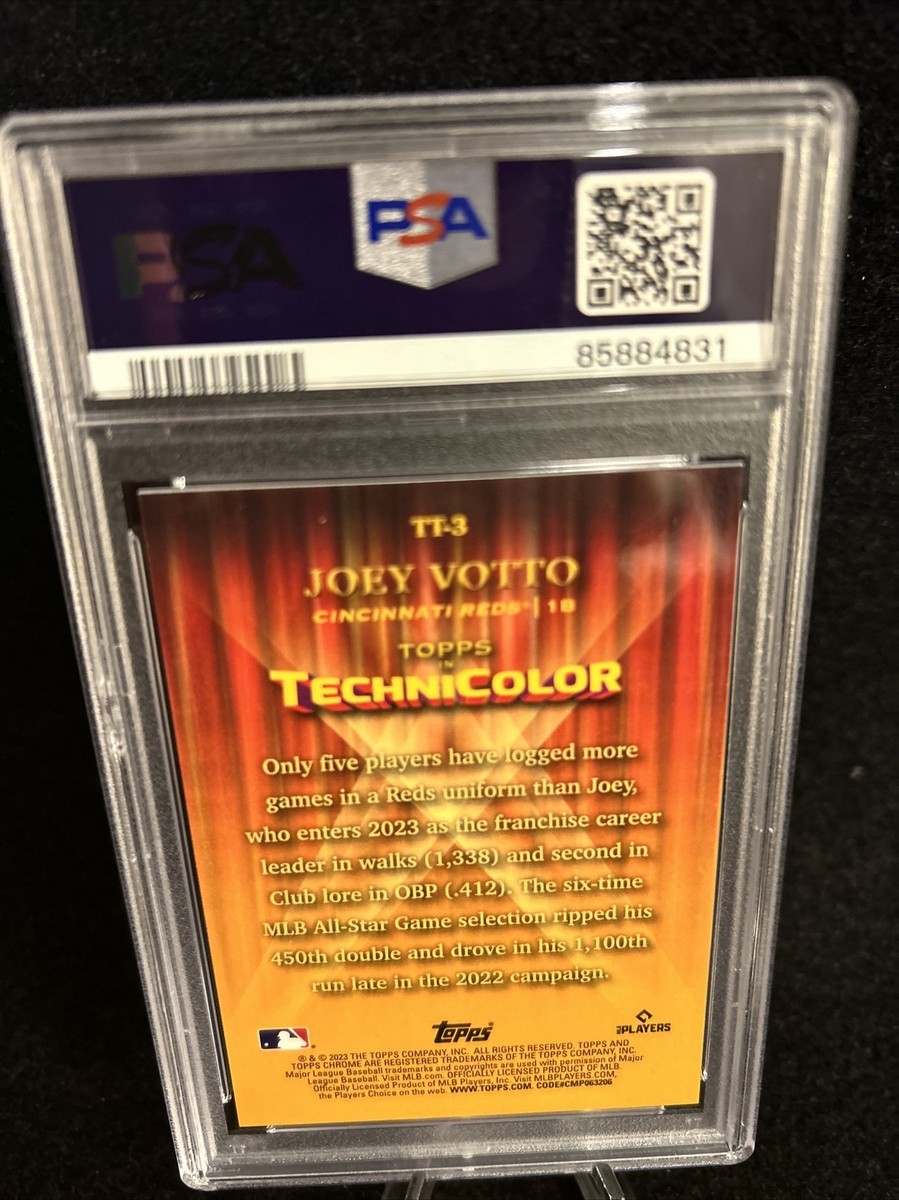 PSA
PSA
85884831
TT-3
JOEY VOTTO
CINCINNATI REDS® | 1B
TOPPS
IN
TECHNICOLOR
Only five players have logged more
games in a Reds uniform than Joey,
who enters 2023 as the franchise career
leader in walks (1,338) and second in
Club lore in OBP (.412). The six-time
MLB All-Star Game selection ripped his
450th double and drove in his 1,100th
run late in the 2022 campaign.
topps®
MLB PLAYERS
® & © 2023 THE TOPPS COMPANY, INC. ALL RIGHTS RESERVED. TOPPS AND
TOPPS CHROME ARE REGISTERED TRADEMARKS OF THE TOPPS COMPANY, INC.
Major League Baseball trademarks and copyrights are used with permission of Major
League Baseball. Visit MLB.com. OFFICIALLY LICENSED PRODUCT OF MLB
Officially Licensed Product of MLB Players, Inc. Visit MLBPLAYERS.COM,
the Players Choice on the web. WWW.TOPPS.COM. CODE#CMP063206